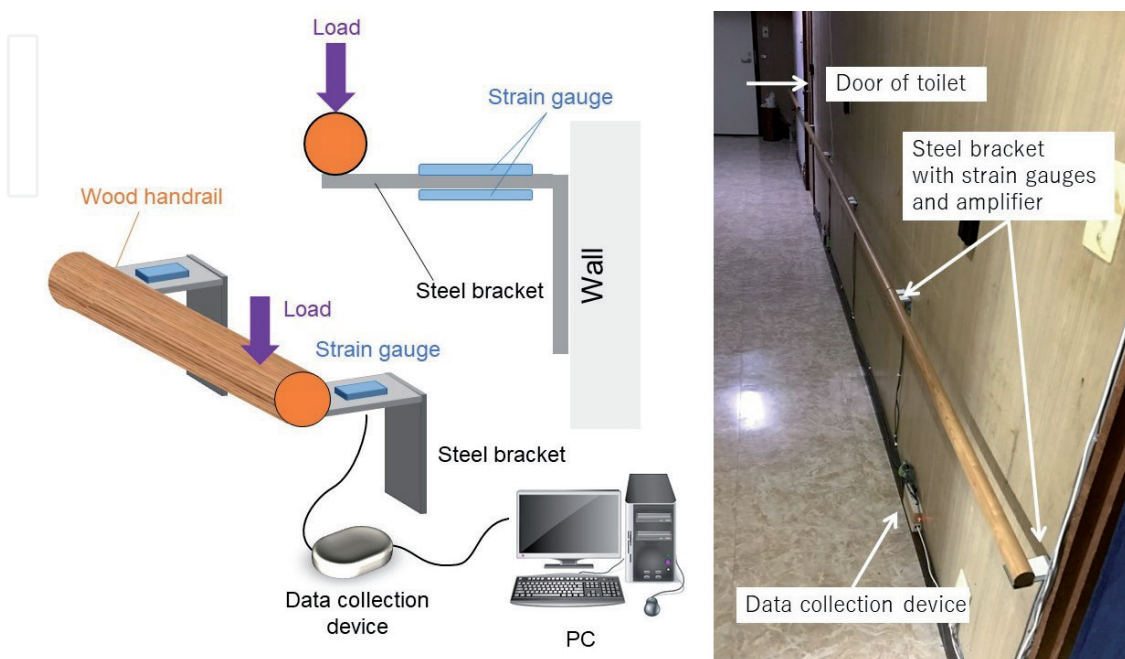 Load
Strain gauge
Wood handrail
Steel bracket
Wall
Load
Strain gauge
Steel bracket
Data collection
device
PC
Door of toilet
Steel bracket
with strain gauges
and amplifier
Data collection device